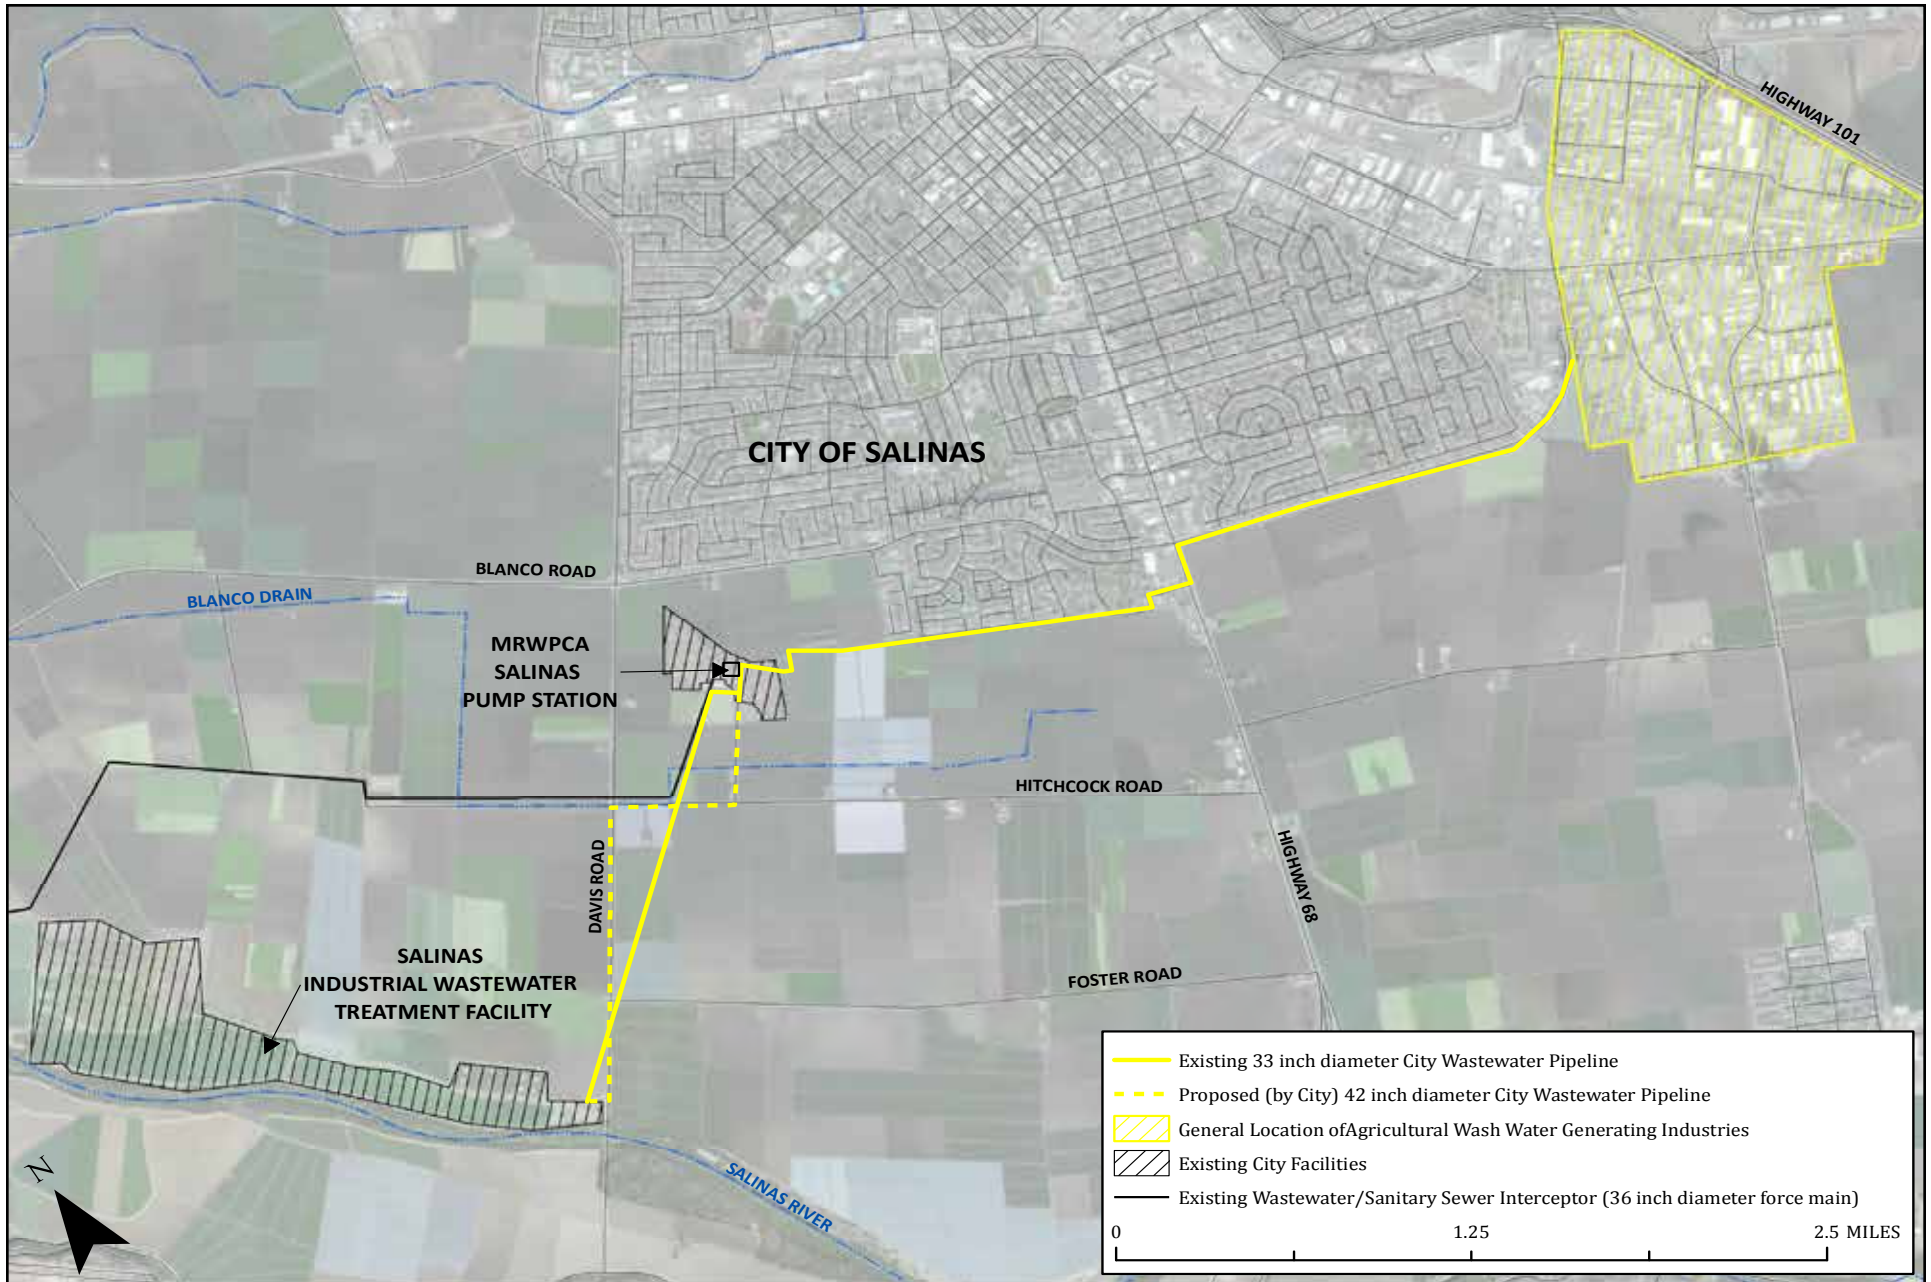 HIGHWAY 101
CITY OF SALINAS
BLANCO ROAD
BLANCO DRAIN
MRWPCA
SALINAS
PUMP STATION
HITCHCOCK ROAD
DAVIS ROAD
HIGHWAY 68
SALINAS
INDUSTRIAL WASTEWATER
TREATMENT FACILITY
FOSTER ROAD
SALINAS RIVER
N
Existing 33 inch diameter City Wastewater Pipeline
Proposed (by City) 42 inch diameter City Wastewater Pipeline
General Location ofAgricultural Wash Water Generating Industries
Existing City Facilities
Existing Wastewater/Sanitary Sewer Interceptor (36 inch diameter force main)
0 1.25 2.5 MILES